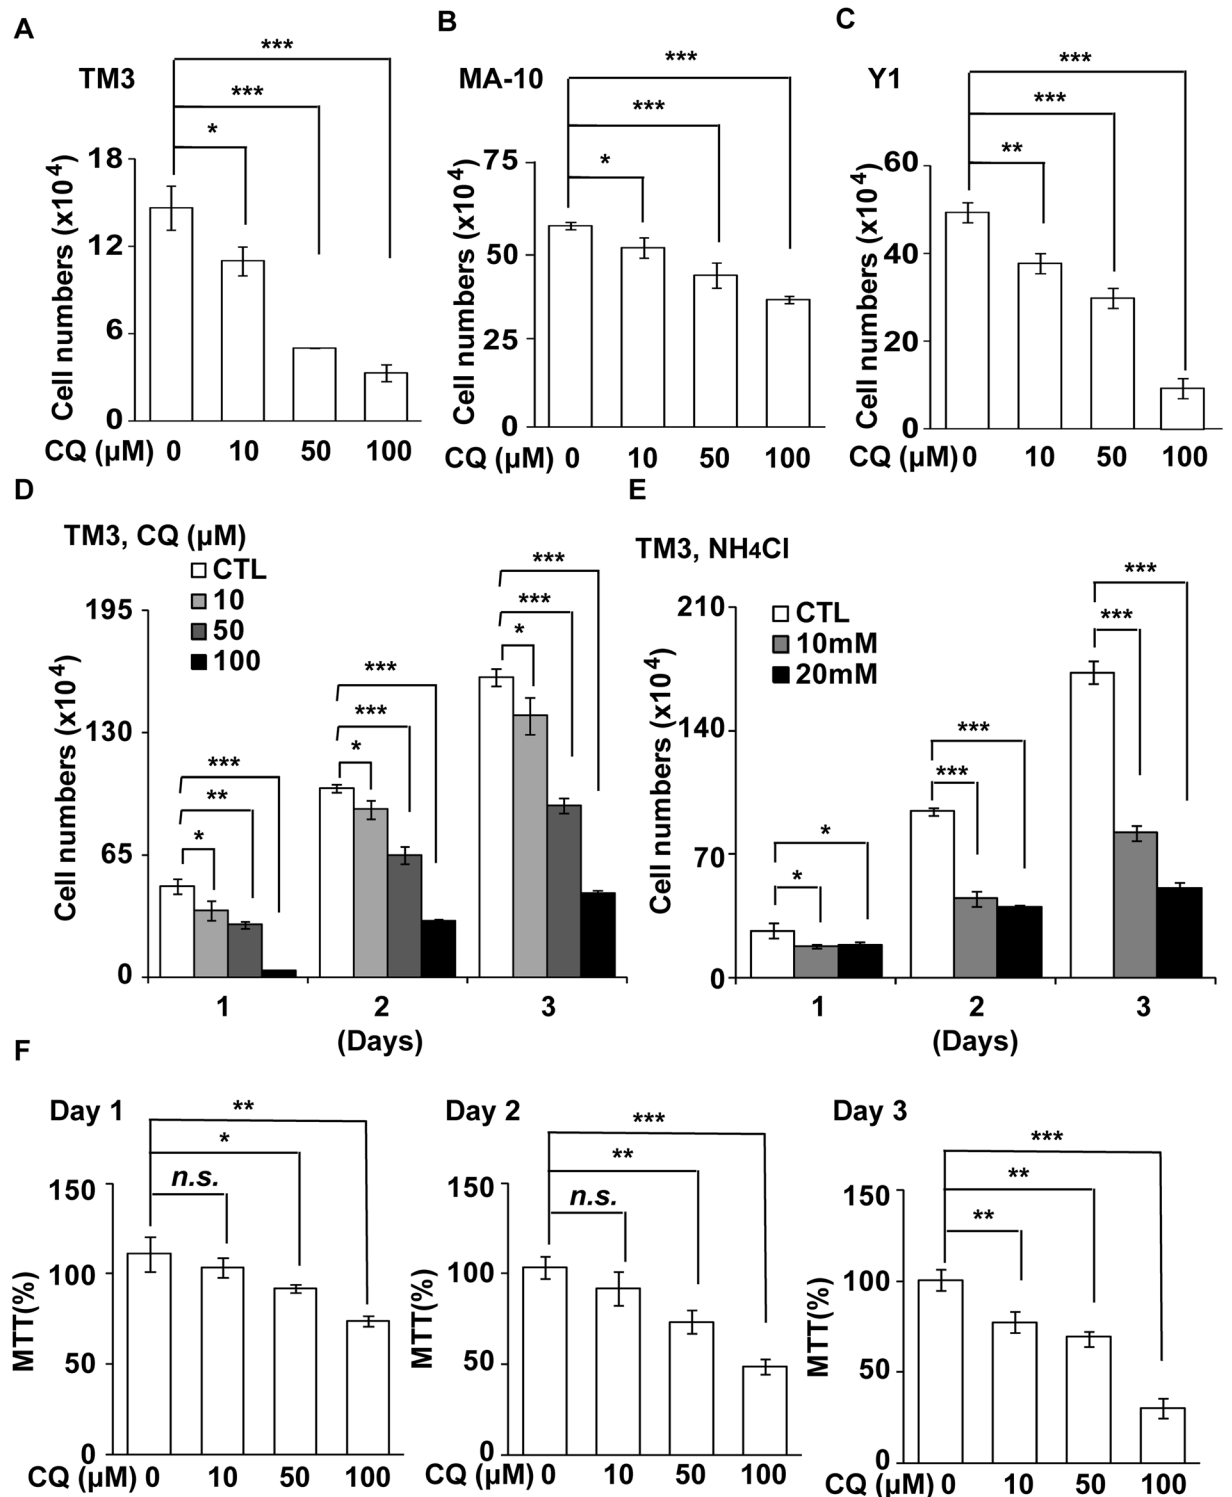 A
TM3
***
***
*
Cell numbers (x10⁴)
18
12
6
0
CQ (µM) 0 10 50 100
B
MA-10
***
***
*
Cell numbers (x10⁴)
75
50
25
0
CQ (µM) 0 10 50 100
C
Y1
***
***
**
Cell numbers (x10⁴)
60
40
20
0
CQ (µM) 0 10 50 100
D
TM3, CQ (µM)
CTL
10
50
100
Cell numbers (x10⁴)
195
130
65
0
***
**
*
***
***
*
***
***
*
1 2 3
(Days)
E
TM3, NH₄Cl
CTL
10mM
20mM
Cell numbers (x10⁴)
210
140
70
0
*
*
***
***
***
***
1 2 3
(Days)
F
Day 1
**
*
n.s.
MTT(%)
150
100
50
0
CQ (µM) 0 10 50 100
Day 2
***
**
n.s.
MTT(%)
150
100
50
0
CQ (µM) 0 10 50 100
Day 3
***
**
**
MTT(%)
150
100
50
0
CQ (µM) 0 10 50 100